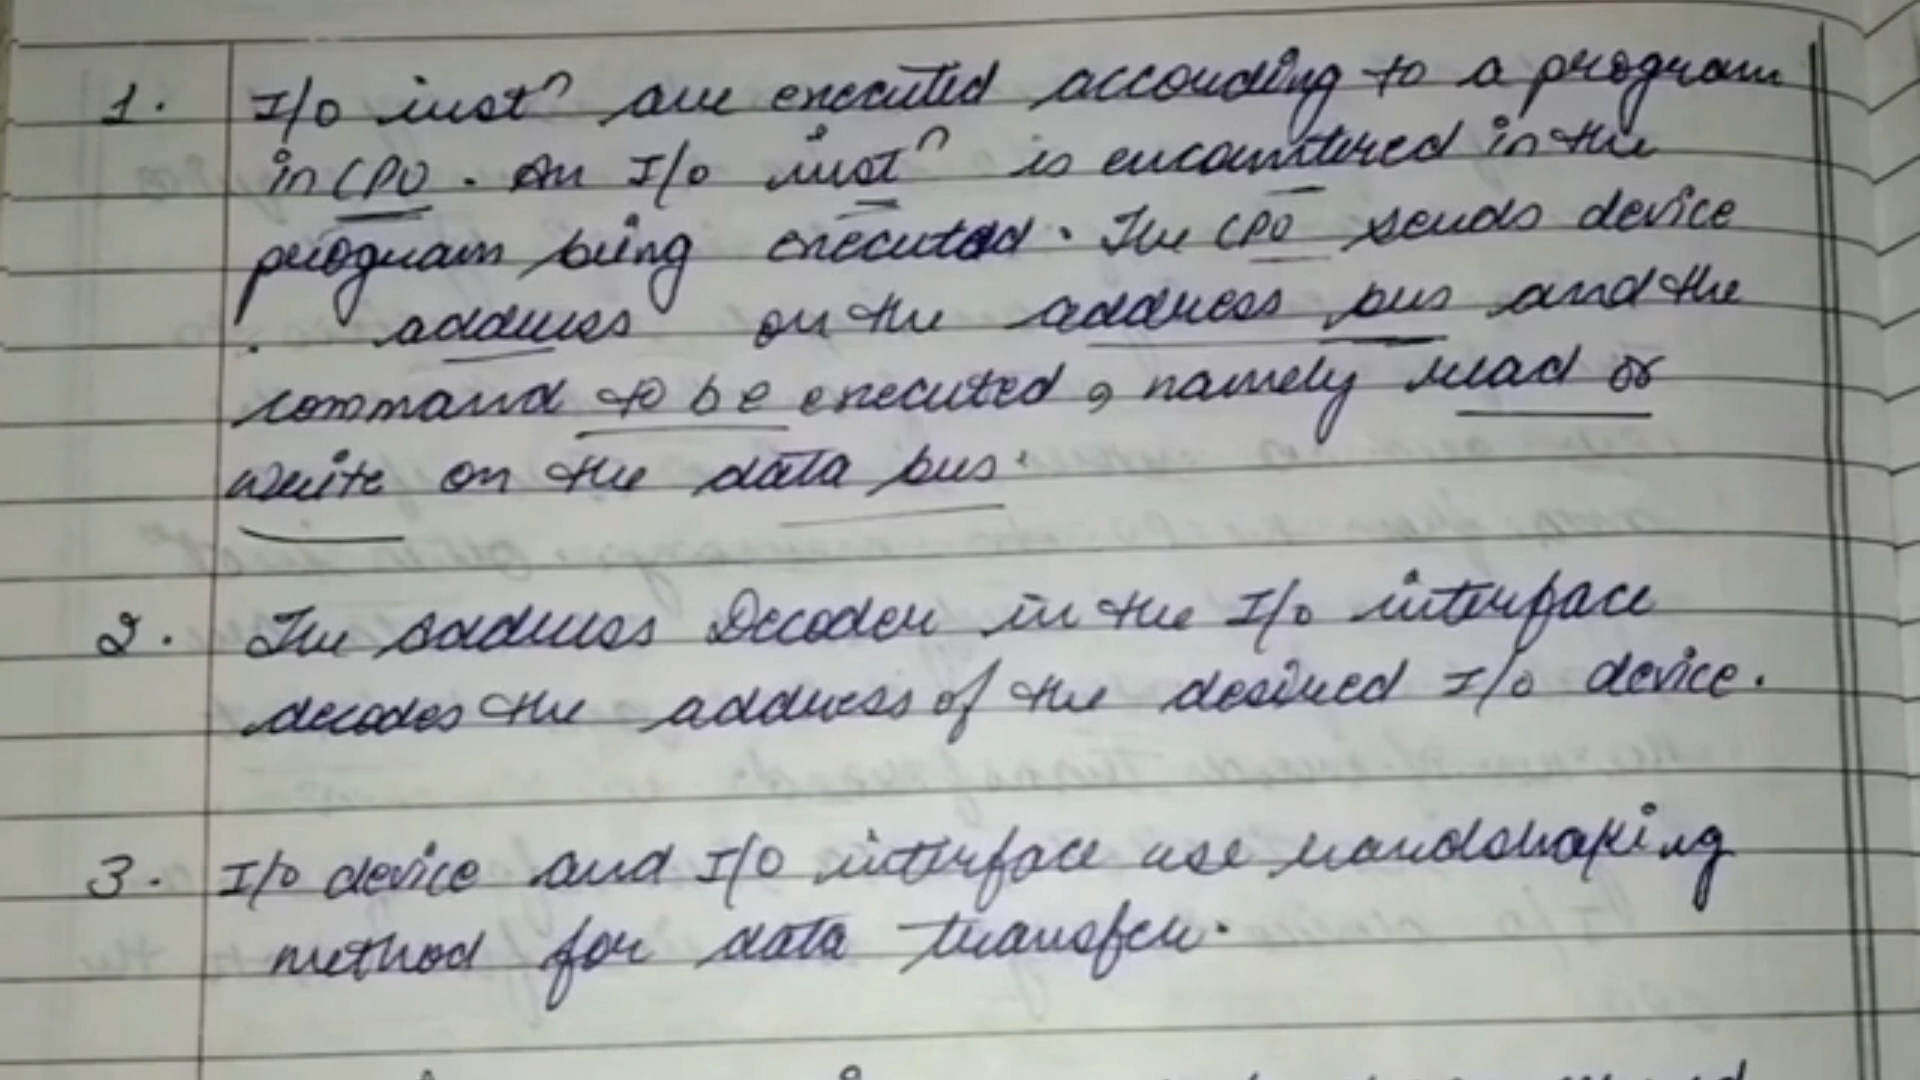 1. I/o instⁿ are executed according to a program
in CPU. An I/o instⁿ is encountered in the
program being executed. The CPU sends device
address on the address bus and the
command to be executed, namely read or
write on the data bus.
2. The address Decoder in the I/o interface
decodes the address of the desired I/o device.
3. I/o device and I/o interface use handshaking
method for data transfer.